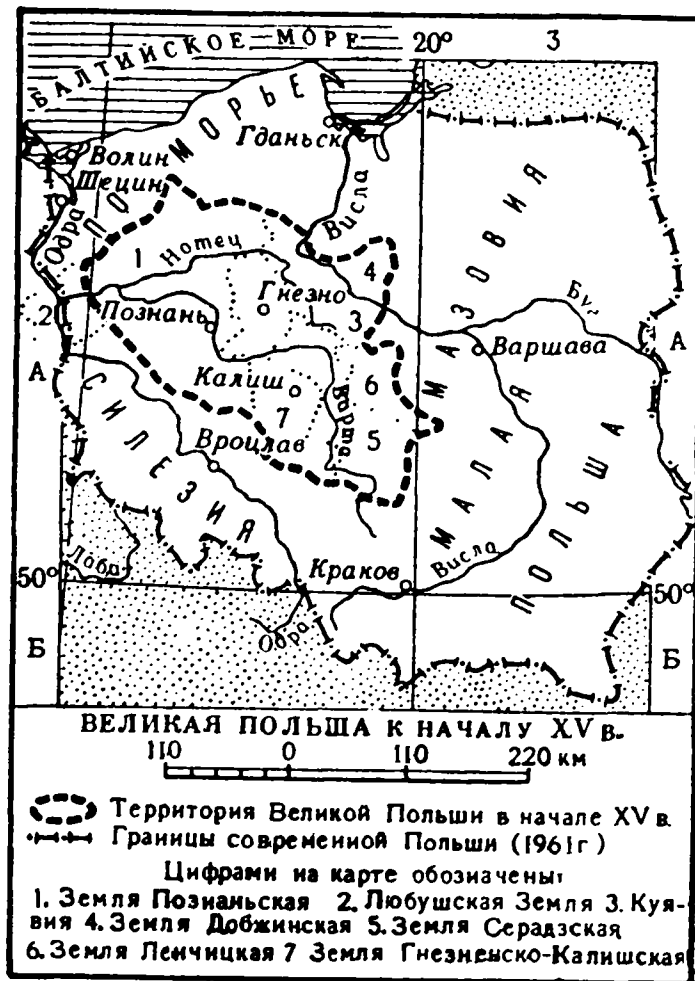 20° 3
БАЛТИЙСКОЕ МОРЕ
ПОМОРЬЕ
Гданьск
Волин
Щецин
Одра
Висла
МАЗОВИЯ
1 Нотец
4
Гнезно
Буг
2
Познань
3
Варшава
А
А
Калиш
6
СИЛЕЗИЯ
7
Варта
5
Вроцлав
МАЛАЯ ПОЛЬША
Лаба
Краков
Висла
50°
50°
Одра
Б
Б
ВЕЛИКАЯ ПОЛЬША К НАЧАЛУ XV в.
110 0 110 220 км
Территория Великой Польши в начале XV в.
Границы современной Польши (1961г)
Цифрами на карте обозначены:
1. Земля Познаньская 2. Любушская Земля 3. Куя-
вия 4. Земля Добжинская 5. Земля Серадзская
6. Земля Ленчицкая 7 Земля Гнезненско-Калишская